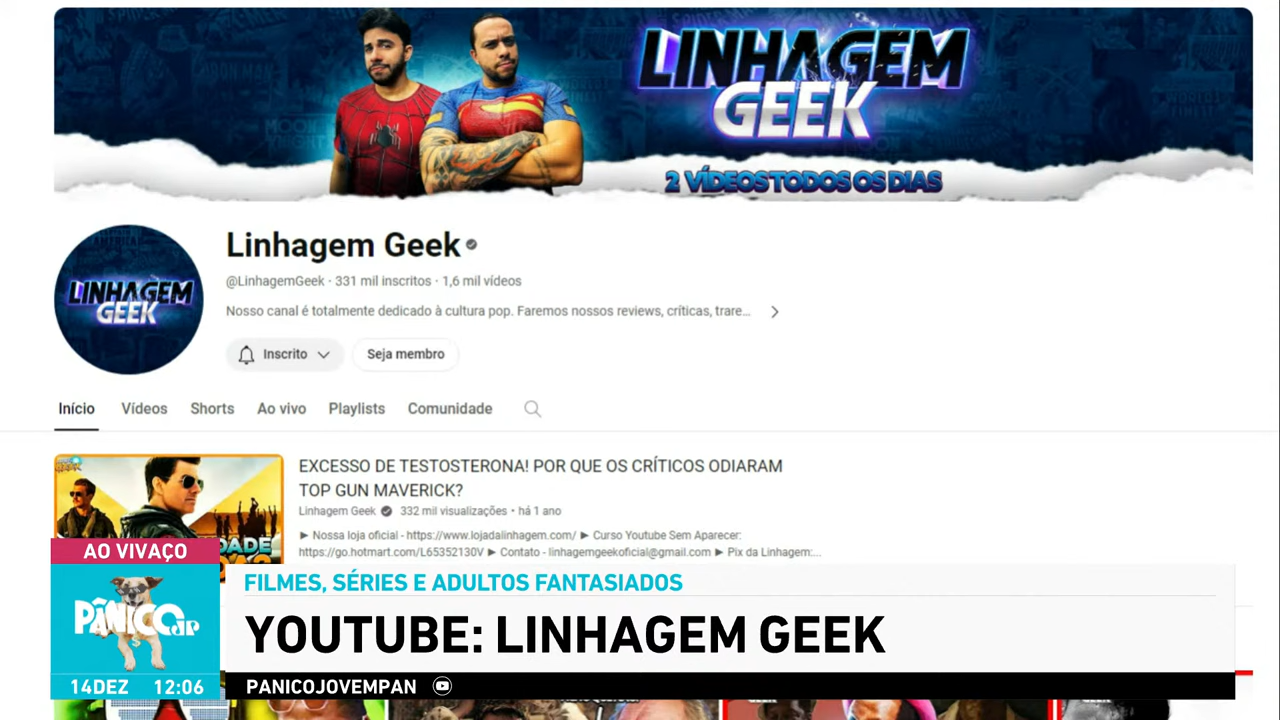 LINHAGEM
GEEK
2 VÍDEOS TODOS OS DIAS
LINHAGEM
GEEK
Linhagem Geek
@LinhagemGeek · 331 mil inscritos · 1,6 mil vídeos
Nosso canal é totalmente dedicado à cultura pop. Faremos nossos reviews, críticas, trare...
Inscrito
Seja membro
Início Vídeos Shorts Ao vivo Playlists Comunidade
EXCESSO DE TESTOSTERONA! POR QUE OS CRÍTICOS ODIARAM
TOP GUN MAVERICK?
Linhagem Geek 332 mil visualizações • há 1 ano
► Nossa loja oficial - https://www.lojadalinhagem.com/ ► Curso Youtube Sem Aparecer:
https://go.hotmart.com/L65352130V ► Contato - linhagemgeekoficial@gmail.com ► Pix da Linhagem:...
AO VIVAÇO
PÂNICO JP
14DEZ 12:06
FILMES, SÉRIES E ADULTOS FANTASIADOS
YOUTUBE: LINHAGEM GEEK
PANICOJOVEMPAN